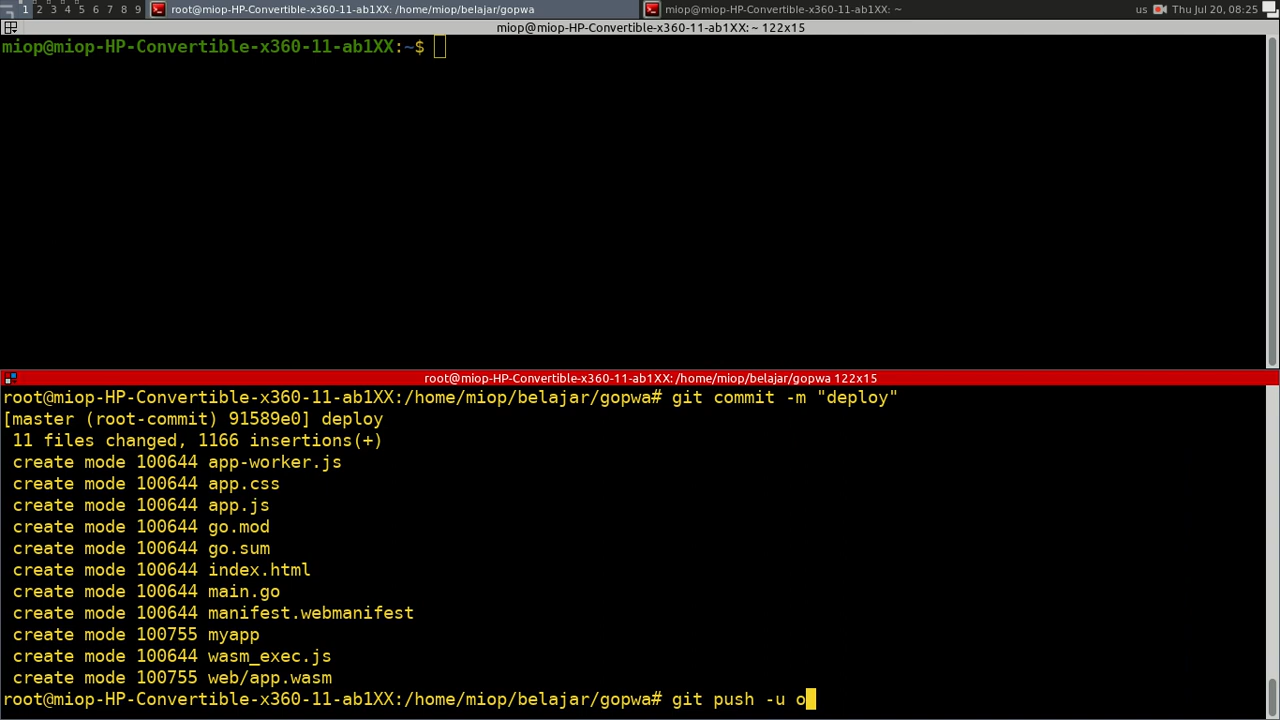 1 2 3 4 5 6 7 8 9 root@miop-HP-Convertible-x360-11-ab1XX: /home/miop/belajar/gopwa miop@miop-HP-Convertible-x360-11-ab1XX: ~ us Thu Jul 20, 08:25
miop@miop-HP-Convertible-x360-11-ab1XX: ~ 122x15
miop@miop-HP-Convertible-x360-11-ab1XX:~$
root@miop-HP-Convertible-x360-11-ab1XX: /home/miop/belajar/gopwa 122x15
root@miop-HP-Convertible-x360-11-ab1XX:/home/miop/belajar/gopwa# git commit -m "deploy"
[master (root-commit) 91589e0] deploy
 11 files changed, 1166 insertions(+)
 create mode 100644 app-worker.js
 create mode 100644 app.css
 create mode 100644 app.js
 create mode 100644 go.mod
 create mode 100644 go.sum
 create mode 100644 index.html
 create mode 100644 main.go
 create mode 100644 manifest.webmanifest
 create mode 100755 myapp
 create mode 100644 wasm_exec.js
 create mode 100755 web/app.wasm
root@miop-HP-Convertible-x360-11-ab1XX:/home/miop/belajar/gopwa# git push -u o